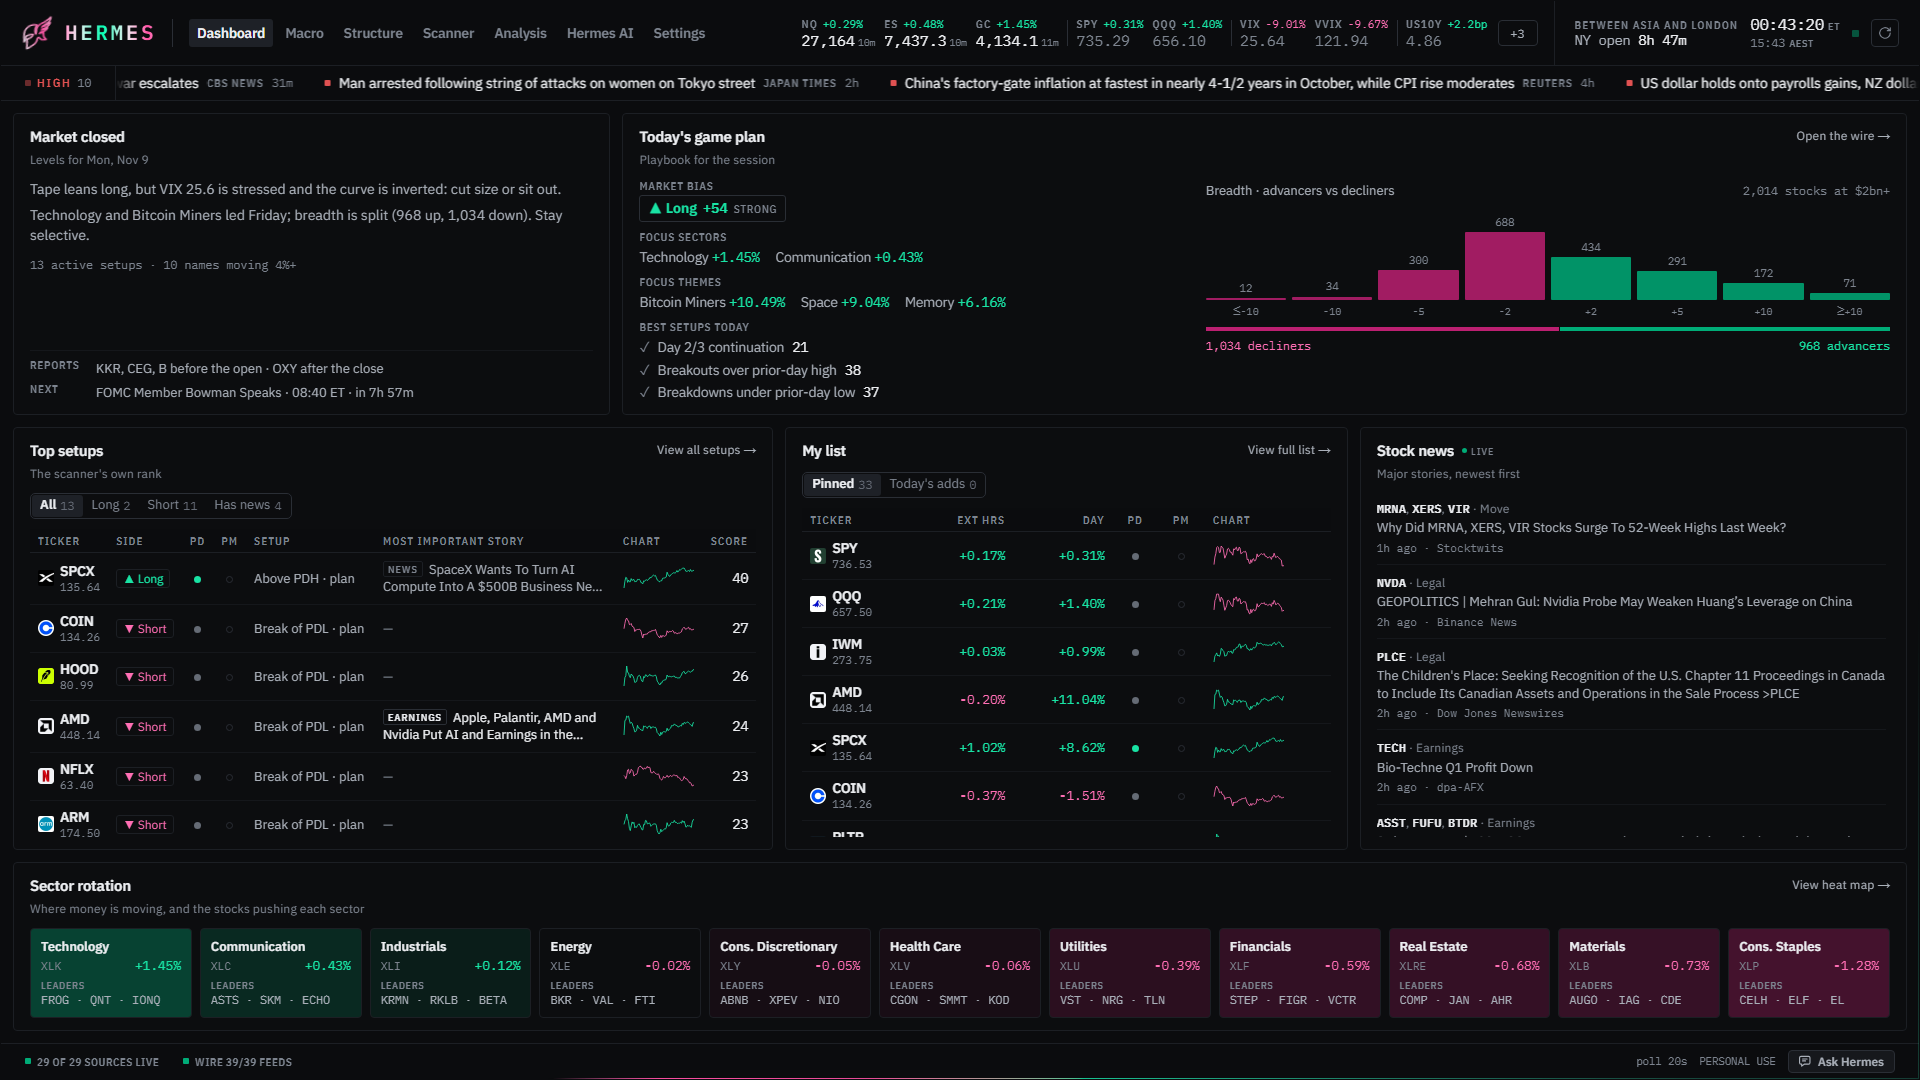 HERMES
Dashboard Macro Structure Scanner Analysis Hermes AI Settings
NQ +0.29% ES +0.48% GC +1.45% SPY +0.31% QQQ +1.40% VIX -9.01% VVIX -9.67% US10Y +2.2bp
27,164 10m 7,437.3 10m 4,134.1 11m 735.29 656.10 25.64 121.94 4.86
+3
BETWEEN ASIA AND LONDON
NY open 8h 47m
00:43:20 ET
15:43 AEST
HIGH 10
war escalates CBS NEWS 31m
Man arrested following string of attacks on women on Tokyo street JAPAN TIMES 2h
China's factory-gate inflation at fastest in nearly 4-1/2 years in October, while CPI rise moderates REUTERS 4h
US dollar holds onto payrolls gains, NZ dolla
Market closed
Levels for Mon, Nov 9
Tape leans long, but VIX 25.6 is stressed and the curve is inverted: cut size or sit out.
Technology and Bitcoin Miners led Friday; breadth is split (968 up, 1,034 down). Stay
selective.
13 active setups · 10 names moving 4%+
REPORTS KKR, CEG, B before the open · OXY after the close
NEXT FOMC Member Bowman Speaks · 08:40 ET · in 7h 57m
Today's game plan
Open the wire →
Playbook for the session
MARKET BIAS
▲ Long +54 STRONG
FOCUS SECTORS
Technology +1.45% Communication +0.43%
FOCUS THEMES
Bitcoin Miners +10.49% Space +9.04% Memory +6.16%
BEST SETUPS TODAY
✓ Day 2/3 continuation 21
✓ Breakouts over prior-day high 38
✓ Breakdowns under prior-day low 37
Breadth · advancers vs decliners 2,014 stocks at $2bn+
12 34 300 688 434 291 172 71
≤-10 -10 -5 -2 +2 +5 +10 ≥+10
1,034 decliners 968 advancers
Top setups
View all setups →
The scanner's own rank
All 13 Long 2 Short 11 Has news 4
TICKER SIDE PD PM SETUP MOST IMPORTANT STORY CHART SCORE
SPCX
135.64
▲ Long
Above PDH · plan
NEWS SpaceX Wants To Turn AI
Compute Into A $500B Business Ne...
40
COIN
134.26
▼ Short
Break of PDL · plan
—
27
HOOD
80.99
▼ Short
Break of PDL · plan
—
26
AMD
448.14
▼ Short
Break of PDL · plan
EARNINGS Apple, Palantir, AMD and
Nvidia Put AI and Earnings in the...
24
NFLX
63.40
▼ Short
Break of PDL · plan
—
23
ARM
174.50
▼ Short
Break of PDL · plan
—
23
My list
View full list →
Pinned 33 Today's adds 0
TICKER EXT HRS DAY PD PM CHART
SPY
736.53
+0.17% +0.31%
QQQ
657.50
+0.21% +1.40%
IWM
273.75
+0.03% +0.99%
AMD
448.14
-0.20% +11.04%
SPCX
135.64
+1.02% +8.62%
COIN
134.26
-0.37% -1.51%
PLTR
Stock news LIVE
Major stories, newest first
MRNA, XERS, VIR · Move
Why Did MRNA, XERS, VIR Stocks Surge To 52-Week Highs Last Week?
1h ago · Stocktwits
NVDA · Legal
GEOPOLITICS | Mehran Gul: Nvidia Probe May Weaken Huang's Leverage on China
2h ago · Binance News
PLCE · Legal
The Children's Place: Seeking Recognition of the U.S. Chapter 11 Proceedings in Canada
to Include Its Canadian Assets and Operations in the Sale Process >PLCE
2h ago · Dow Jones Newswires
TECH · Earnings
Bio-Techne Q1 Profit Down
2h ago · dpa-AFX
ASST, FUFU, BTDR · Earnings
Sector rotation
View heat map →
Where money is moving, and the stocks pushing each sector
Technology
XLK +1.45%
LEADERS
FROG · QNT · IONQ
Communication
XLC +0.43%
LEADERS
ASTS · SKM · ECHO
Industrials
XLI +0.12%
LEADERS
KRMN · RKLB · BETA
Energy
XLE -0.02%
LEADERS
BKR · VAL · FTI
Cons. Discretionary
XLY -0.05%
LEADERS
ABNB · XPEV · NIO
Health Care
XLV -0.06%
LEADERS
CGON · SMMT · KOD
Utilities
XLU -0.39%
LEADERS
VST · NRG · TLN
Financials
XLF -0.59%
LEADERS
STEP · FIGR · VCTR
Real Estate
XLRE -0.68%
LEADERS
COMP · JAN · AHR
Materials
XLB -0.73%
LEADERS
AUGO · IAG · CDE
Cons. Staples
XLP -1.28%
LEADERS
CELH · ELF · EL
29 OF 29 SOURCES LIVE WIRE 39/39 FEEDS
poll 20s PERSONAL USE Ask Hermes